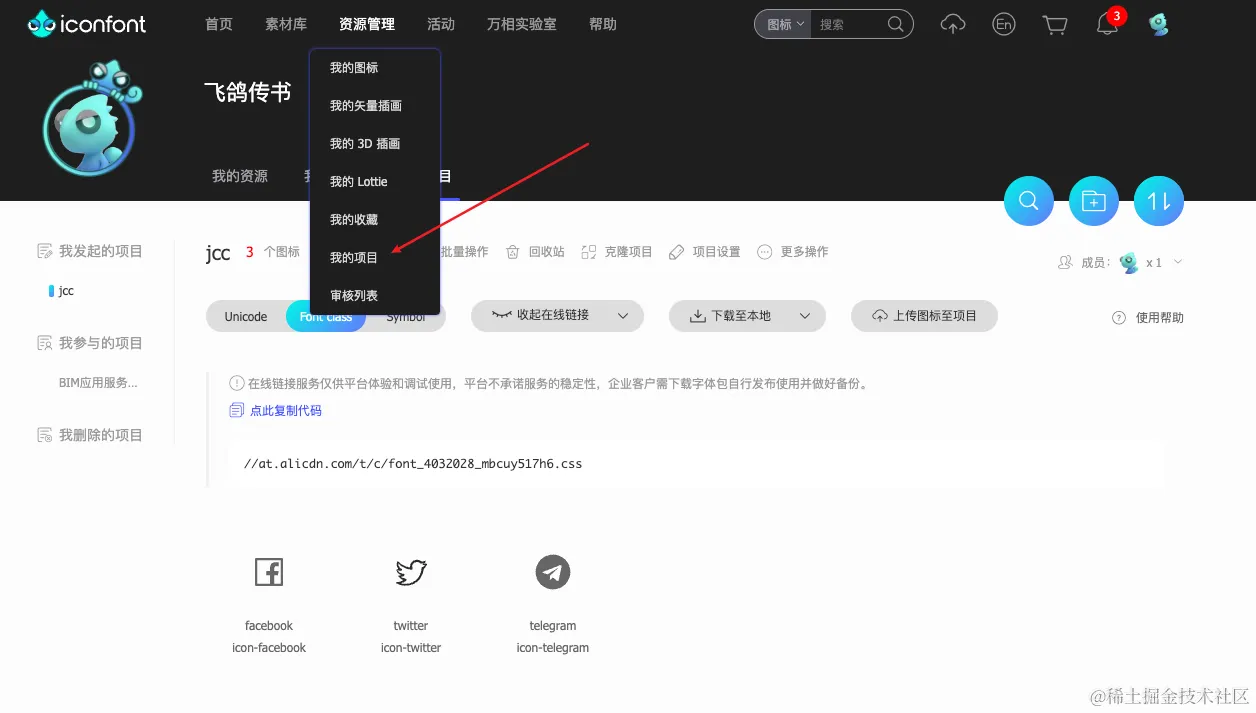 iconfont 首页 素材库 资源管理 活动 万相实验室 帮助 图标 搜索 En 3
我的图标
飞鸽传书
我的矢量插画
我的 3D 插画
我的资源 目
我的 Lottie
我的收藏
我的项目
审核列表
我发起的项目
jcc
我参与的项目
BIM应用服务...
我删除的项目
jcc 3 个图标 批量操作 回收站 克隆项目 项目设置 更多操作
成员： x 1
Unicode Font class Symbol 收起在线链接 下载至本地 上传图标至项目 使用帮助
在线链接服务仅供平台体验和调试使用，平台不承诺服务的稳定性，企业客户需下载字体包自行发布使用并做好备份。
点此复制代码
//at.alicdn.com/t/c/font_4032028_mbcuy517h6.css
facebook twitter telegram
icon-facebook icon-twitter icon-telegram
@稀土掘金技术社区